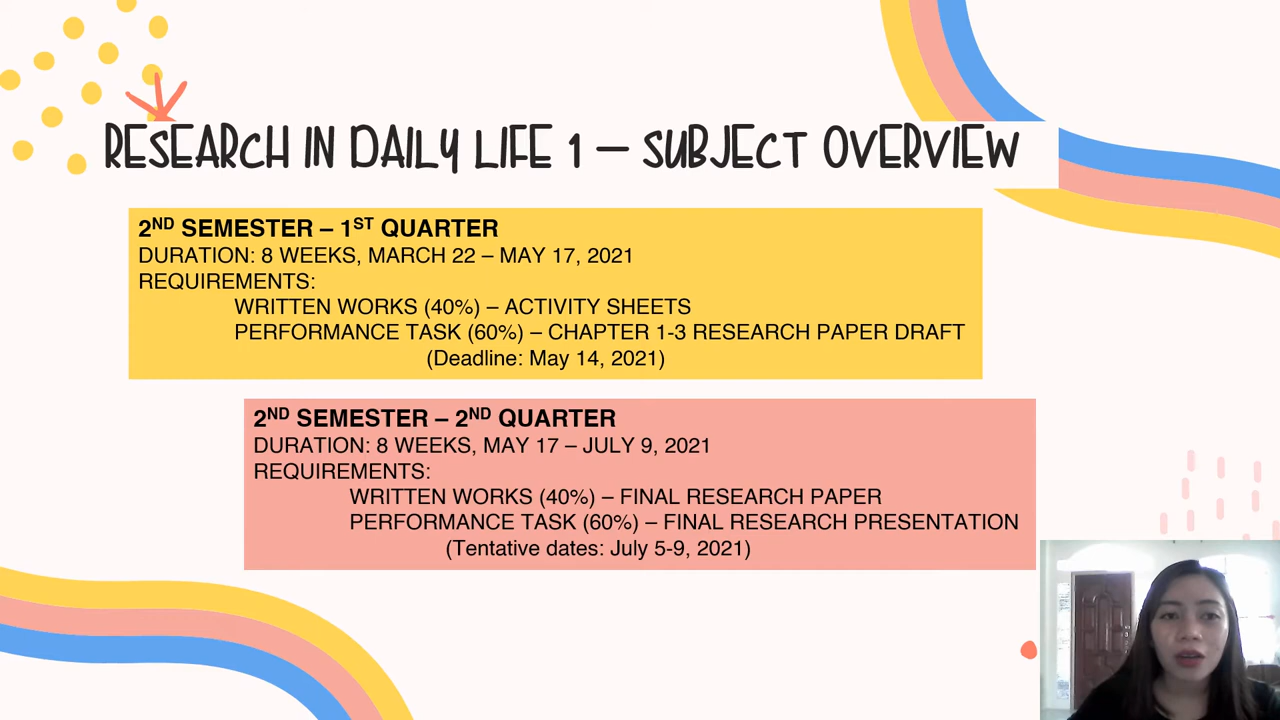 RESEARCH IN DAILY LIFE 1 – SUBJECT OVERVIEW
2ND SEMESTER – 1ST QUARTER
DURATION: 8 WEEKS, MARCH 22 – MAY 17, 2021
REQUIREMENTS:
WRITTEN WORKS (40%) – ACTIVITY SHEETS
PERFORMANCE TASK (60%) – CHAPTER 1-3 RESEARCH PAPER DRAFT
(Deadline: May 14, 2021)
2ND SEMESTER – 2ND QUARTER
DURATION: 8 WEEKS, MAY 17 – JULY 9, 2021
REQUIREMENTS:
WRITTEN WORKS (40%) – FINAL RESEARCH PAPER
PERFORMANCE TASK (60%) – FINAL RESEARCH PRESENTATION
(Tentative dates: July 5-9, 2021)